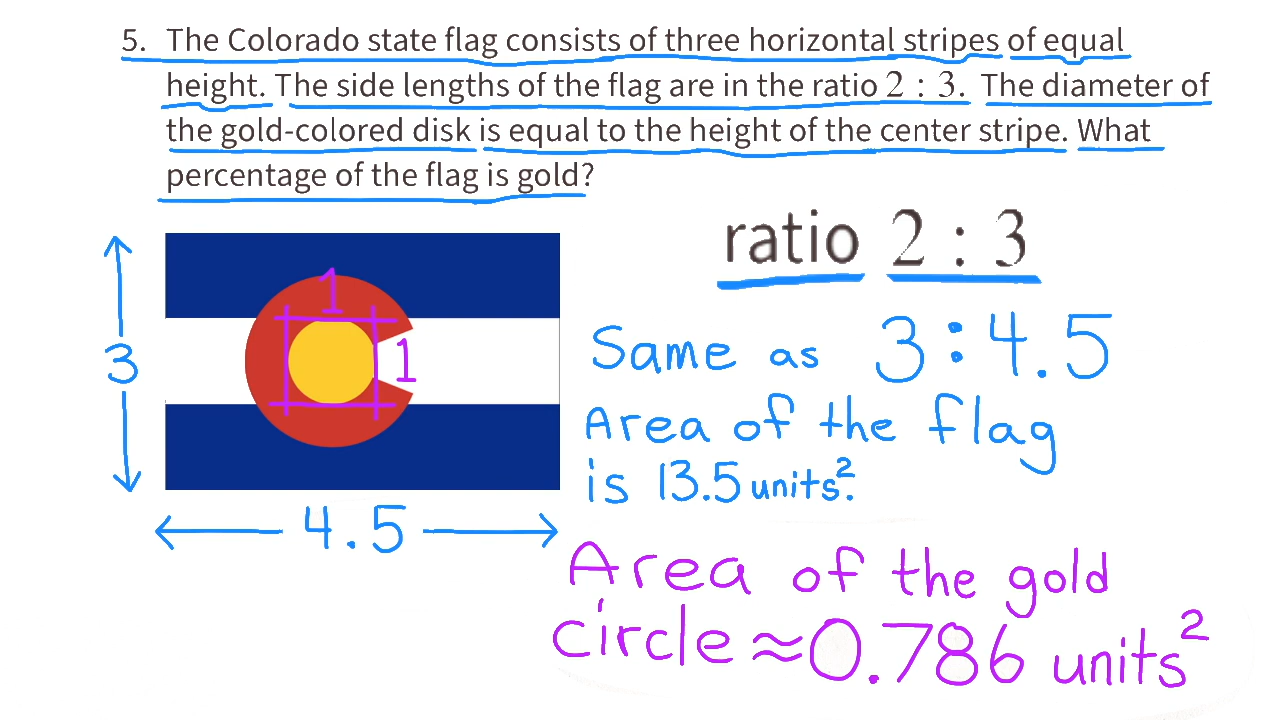 5. The Colorado state flag consists of three horizontal stripes of equal
height. The side lengths of the flag are in the ratio 2 : 3. The diameter of
the gold-colored disk is equal to the height of the center stripe. What
percentage of the flag is gold?
ratio 2 : 3
1
1
3
Same as 3:4.5
Area of the flag
is 13.5 units².
4.5
Area of the gold
circle ≈ 0.786 units²